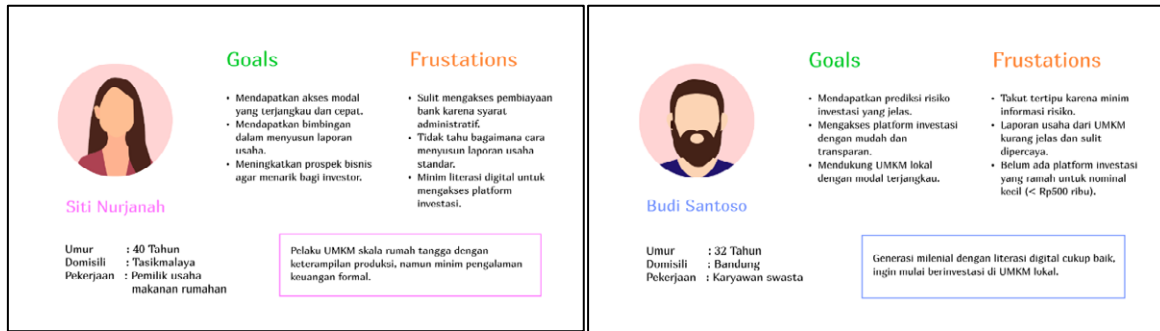 Goals
Mendapatkan akses modal
yang terjangkau dan cepat.
Mendapatkan bimbingan
dalam menyusun laporan
usaha.
Meningkatkan prospek bisnis
agar menarik bagi investor.
Frustations
Sulit mengakses pembiayaan
bank karena syarat
administratif.
Tidak tahu bagaimana cara
menyusun laporan usaha
standar.
Minim literasi digital untuk
mengakses platform
investasi.
Siti Nurjanah
Umur : 40 Tahun
Domisili : Tasikmalaya
Pekerjaan : Pemilik usaha
makanan rumahan
Pelaku UMKM skala rumah tangga dengan
keterampilan produksi, namun minim pengalaman
keuangan formal.
Goals
Mendapatkan prediksi risiko
investasi yang jelas.
Mengakses platform investasi
dengan mudah dan
transparan.
Mendukung UMKM lokal
dengan modal terjangkau.
Frustations
Takut tertipu karena minim
informasi risiko.
Laporan usaha dari UMKM
kurang jelas dan sulit
dipercaya.
Belum ada platform investasi
yang ramah untuk nominal
kecil (< Rp500 ribu).
Budi Santoso
Umur : 32 Tahun
Domisili : Bandung
Pekerjaan : Karyawan swasta
Generasi milenial dengan literasi digital cukup baik,
ingin mulai berinvestasi di UMKM lokal.